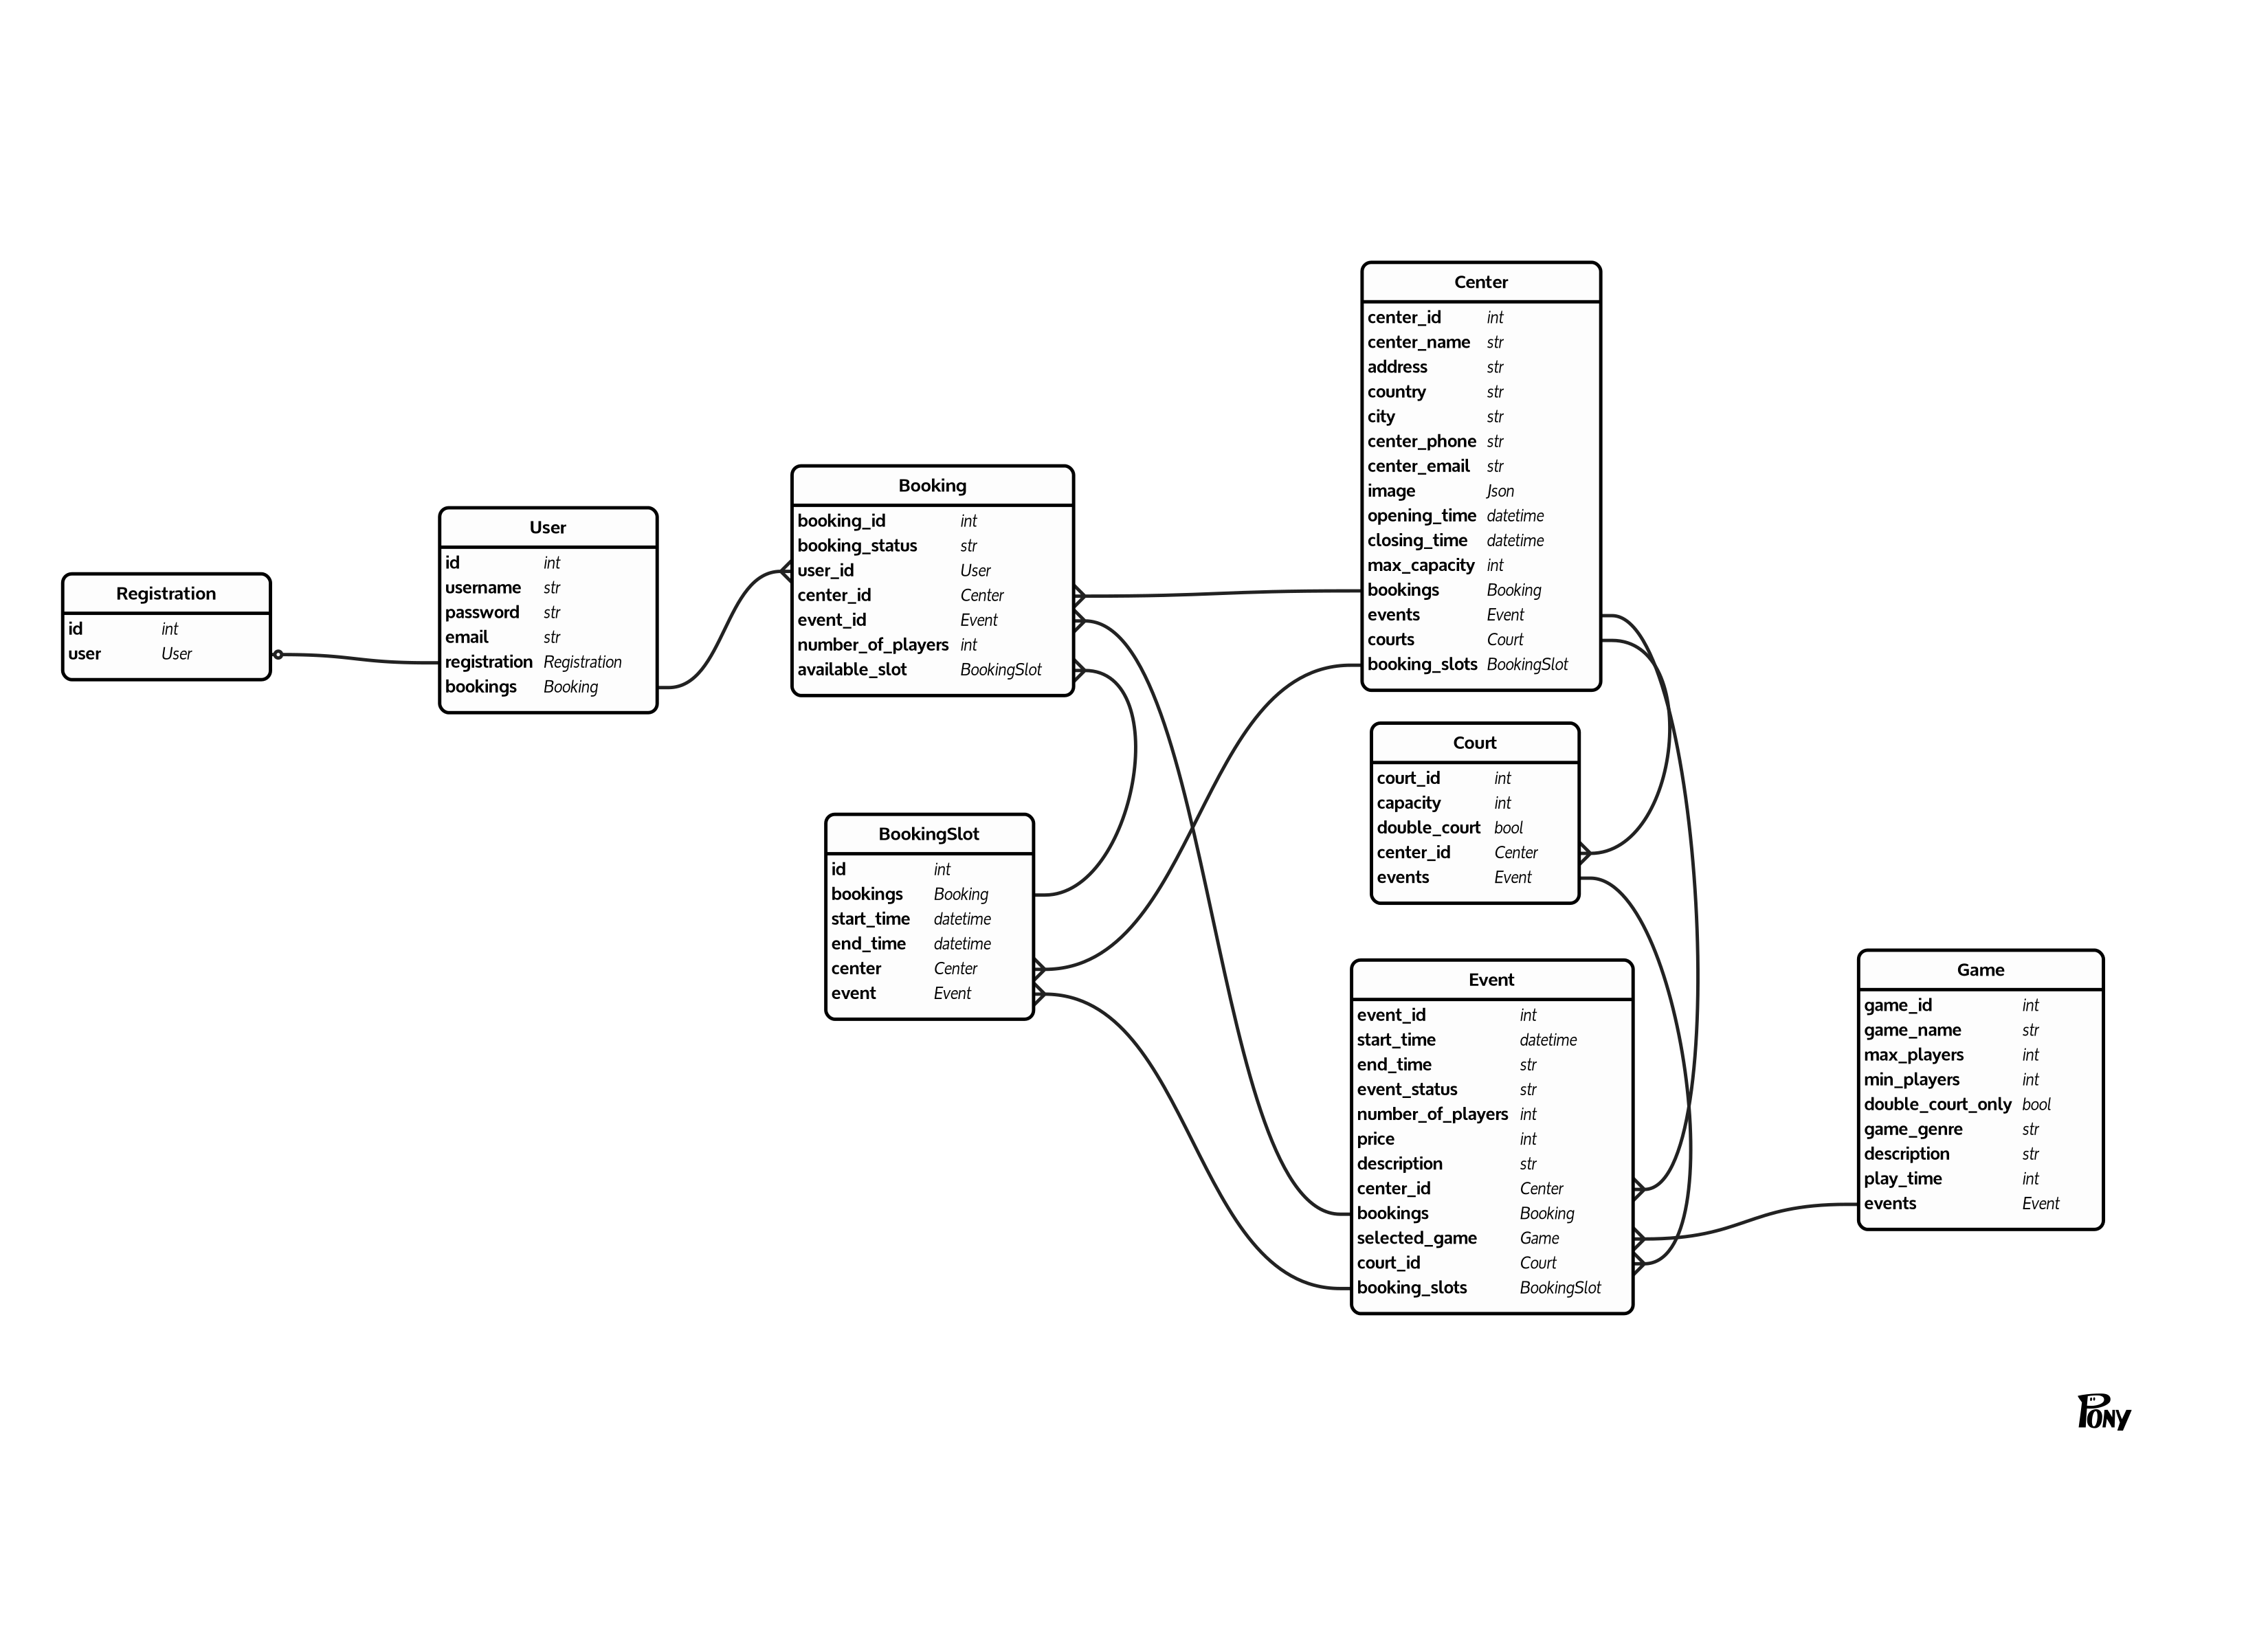 Registration
id int
user User
User
id int
username str
password str
email str
registration Registration
bookings Booking
Booking
booking_id int
booking_status str
user_id User
center_id Center
event_id Event
number_of_players int
available_slot BookingSlot
BookingSlot
id int
bookings Booking
start_time datetime
end_time datetime
center Center
event Event
Center
center_id int
center_name str
address str
country str
city str
center_phone str
center_email str
image Json
opening_time datetime
closing_time datetime
max_capacity int
bookings Booking
events Event
courts Court
booking_slots BookingSlot
Court
court_id int
capacity int
double_court bool
center_id Center
events Event
Event
event_id int
start_time datetime
end_time str
event_status str
number_of_players int
price int
description str
center_id Center
bookings Booking
selected_game Game
court_id Court
booking_slots BookingSlot
Game
game_id int
game_name str
max_players int
min_players int
double_court_only bool
game_genre str
description str
play_time int
events Event
PONY